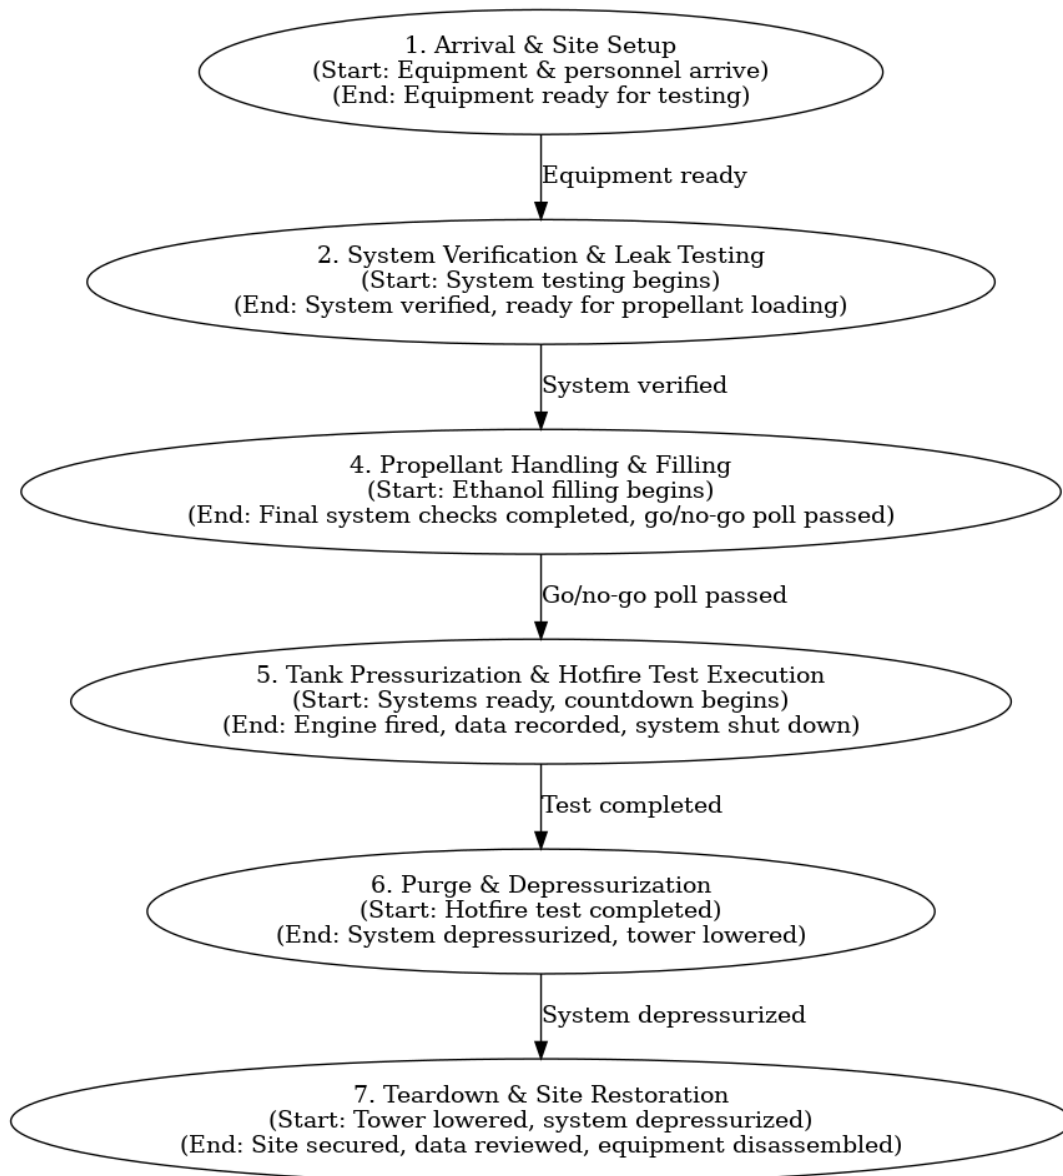 1. Arrival & Site Setup
(Start: Equipment & personnel arrive)
(End: Equipment ready for testing)
Equipment ready
2. System Verification & Leak Testing
(Start: System testing begins)
(End: System verified, ready for propellant loading)
System verified
4. Propellant Handling & Filling
(Start: Ethanol filling begins)
(End: Final system checks completed, go/no-go poll passed)
Go/no-go poll passed
5. Tank Pressurization & Hotfire Test Execution
(Start: Systems ready, countdown begins)
(End: Engine fired, data recorded, system shut down)
Test completed
6. Purge & Depressurization
(Start: Hotfire test completed)
(End: System depressurized, tower lowered)
System depressurized
7. Teardown & Site Restoration
(Start: Tower lowered, system depressurized)
(End: Site secured, data reviewed, equipment disassembled)